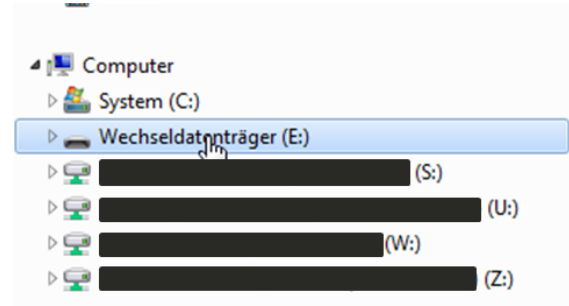 Computer
System (C:)
Wechseldatenträger (E:)
(S:)
(U:)
(W:)
(Z:)